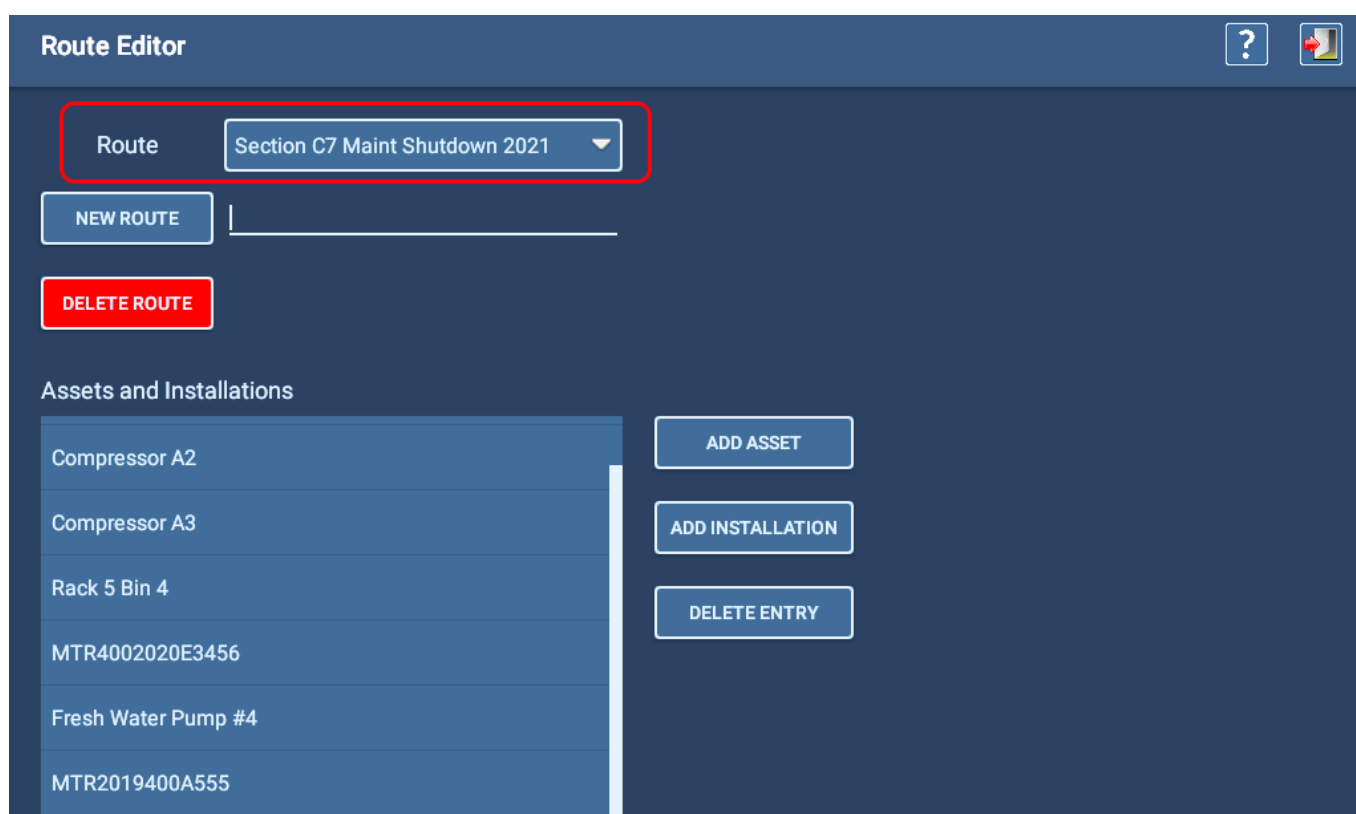 Route Editor
?
Route
Section C7 Maint Shutdown 2021
NEW ROUTE
DELETE ROUTE
Assets and Installations
Compressor A2
ADD ASSET
Compressor A3
ADD INSTALLATION
Rack 5 Bin 4
DELETE ENTRY
MTR4002020E3456
Fresh Water Pump #4
MTR2019400A555